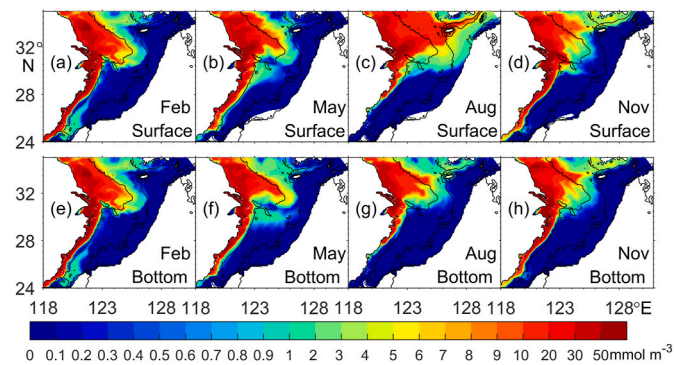 32° N
(a) Feb Surface
(b) May Surface
(c) Aug Surface
(d) Nov Surface
28
24
32
(e) Feb Bottom
(f) May Bottom
(g) Aug Bottom
(h) Nov Bottom
28
24
118 123 128 118 123 128 118 123 128 118 123 128°E
0 0.1 0.2 0.3 0.4 0.5 0.6 0.7 0.8 0.9 1 2 3 4 5 6 7 8 9 10 20 30 50 mmol m⁻³